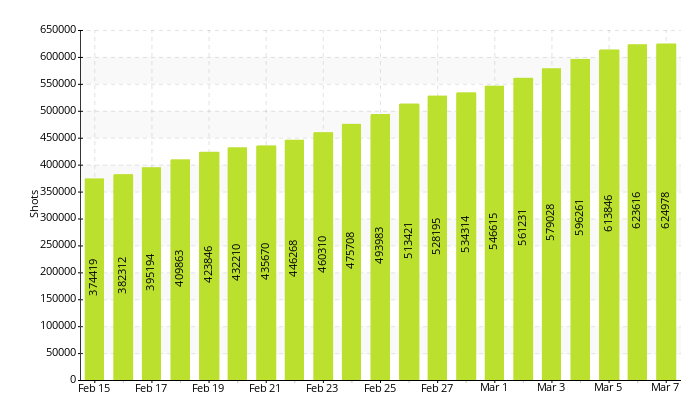 650000
600000
550000
500000
450000
400000
350000
300000
250000
200000
150000
100000
50000
0
Shots
374419
382312
395194
409863
423846
432210
435670
446268
460310
475708
493983
513421
528195
534314
546615
561231
579028
596261
613846
623616
624978
Feb 15
Feb 17
Feb 19
Feb 21
Feb 23
Feb 25
Feb 27
Mar 1
Mar 3
Mar 5
Mar 7